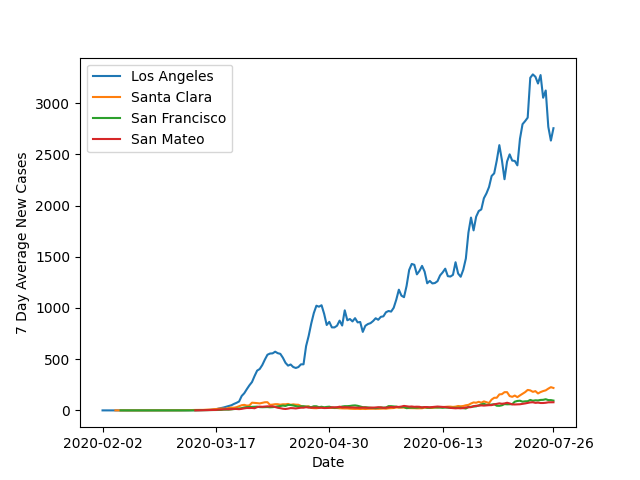 Los Angeles
Santa Clara
San Francisco
San Mateo
7 Day Average New Cases
3000
2500
2000
1500
1000
500
0
2020-02-02 2020-03-17 2020-04-30 2020-06-13 2020-07-26
Date